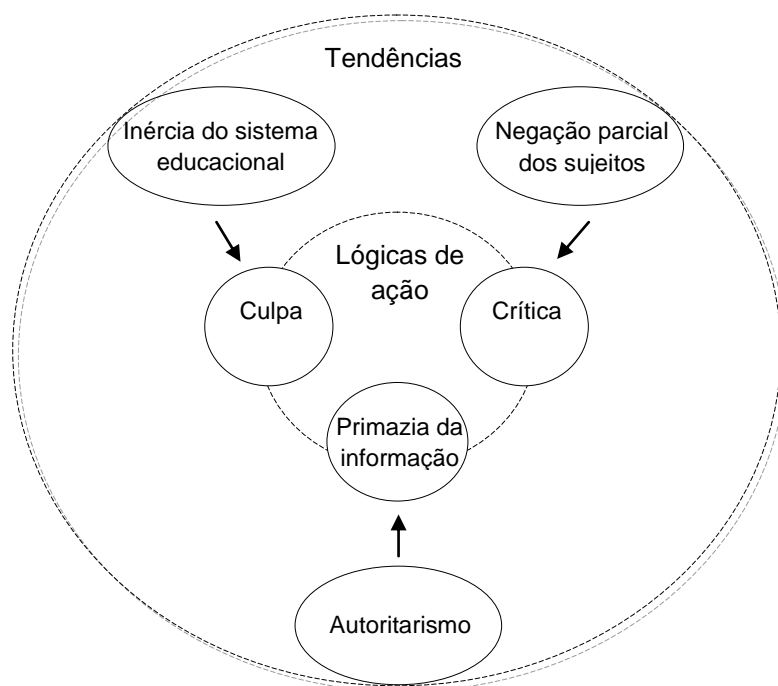 Tendências
Inércia do sistema
educacional
Negação parcial
dos sujeitos
Lógicas de
ação
Culpa
Crítica
Primazia da
informação
Autoritarismo